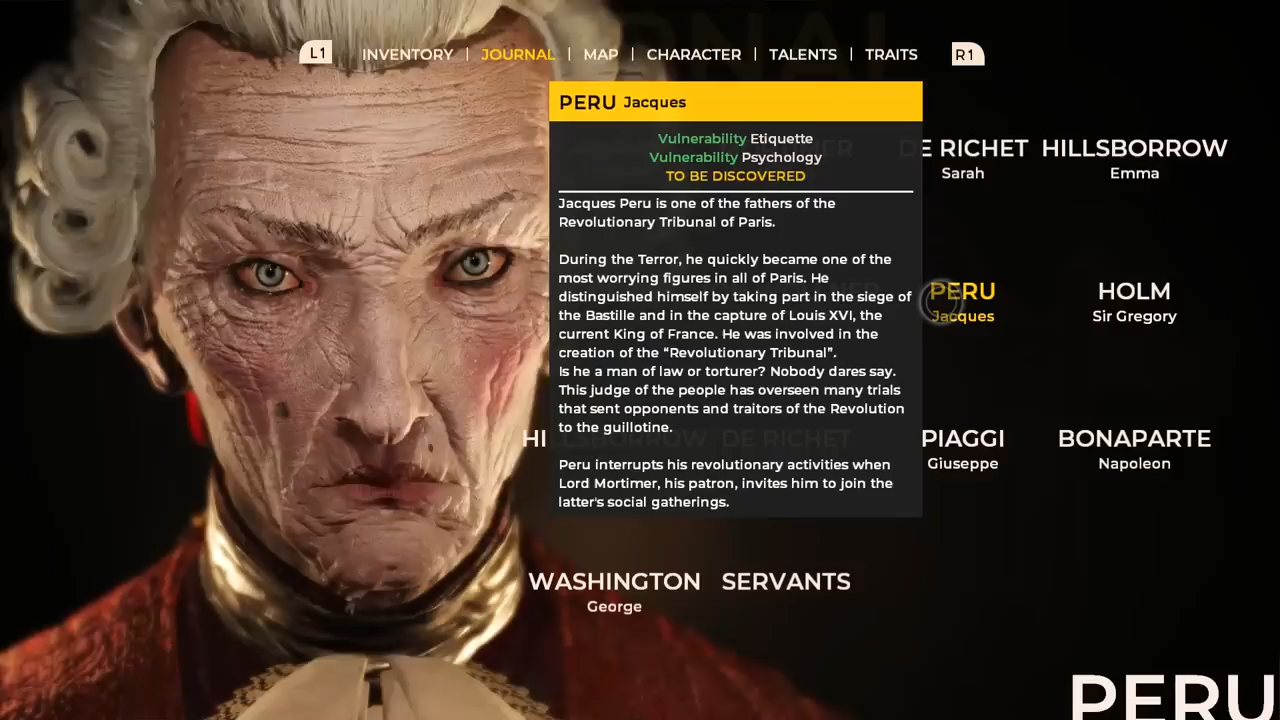 L1 INVENTORY | JOURNAL | MAP | CHARACTER | TALENTS | TRAITS R1
PERU Jacques
Vulnerability Etiquette
Vulnerability Psychology
TO BE DISCOVERED
Jacques Peru is one of the fathers of the
Revolutionary Tribunal of Paris.
During the Terror, he quickly became one of the
most worrying figures in all of Paris. He
distinguished himself by taking part in the siege of
the Bastille and in the capture of Louis XVI, the
current King of France. He was involved in the
creation of the “Revolutionary Tribunal”.
Is he a man of law or torturer? Nobody dares say.
This judge of the people has overseen many trials
that sent opponents and traitors of the Revolution
to the guillotine.
Peru interrupts his revolutionary activities when
Lord Mortimer, his patron, invites him to join the
latter's social gatherings.
DE RICHET
Sarah
HILLSBORROW
Emma
PERU
Jacques
HOLM
Sir Gregory
HILLSBORROW
DE RICHET
PIAGGI
Giuseppe
BONAPARTE
Napoleon
WASHINGTON
George
SERVANTS
PERU